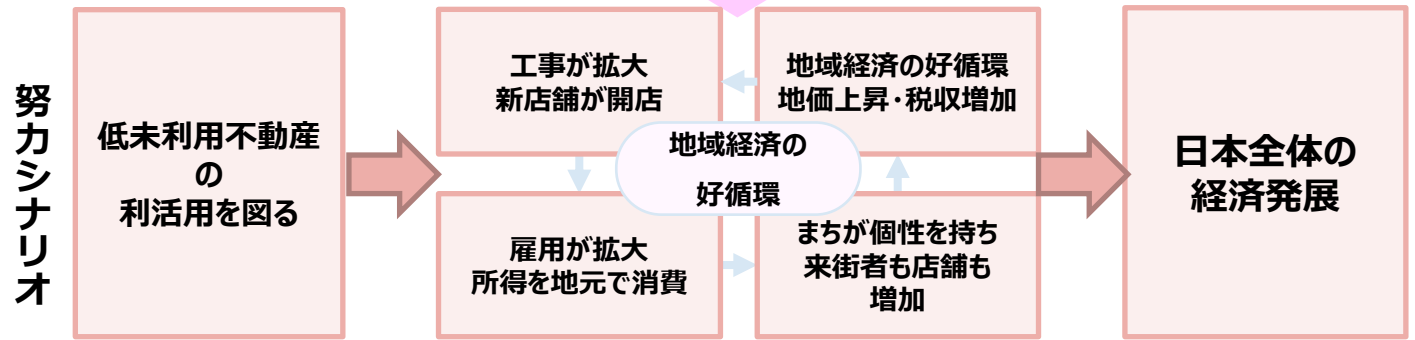 努力シナリオ
低未利用不動産
の
利活用を図る
工事が拡大
新店舗が開店
地域経済の好循環
地価上昇・税収増加
地域経済の
好循環
雇用が拡大
所得を地元で消費
まちが個性を持ち
来街者も店舗も
増加
日本全体の
経済発展